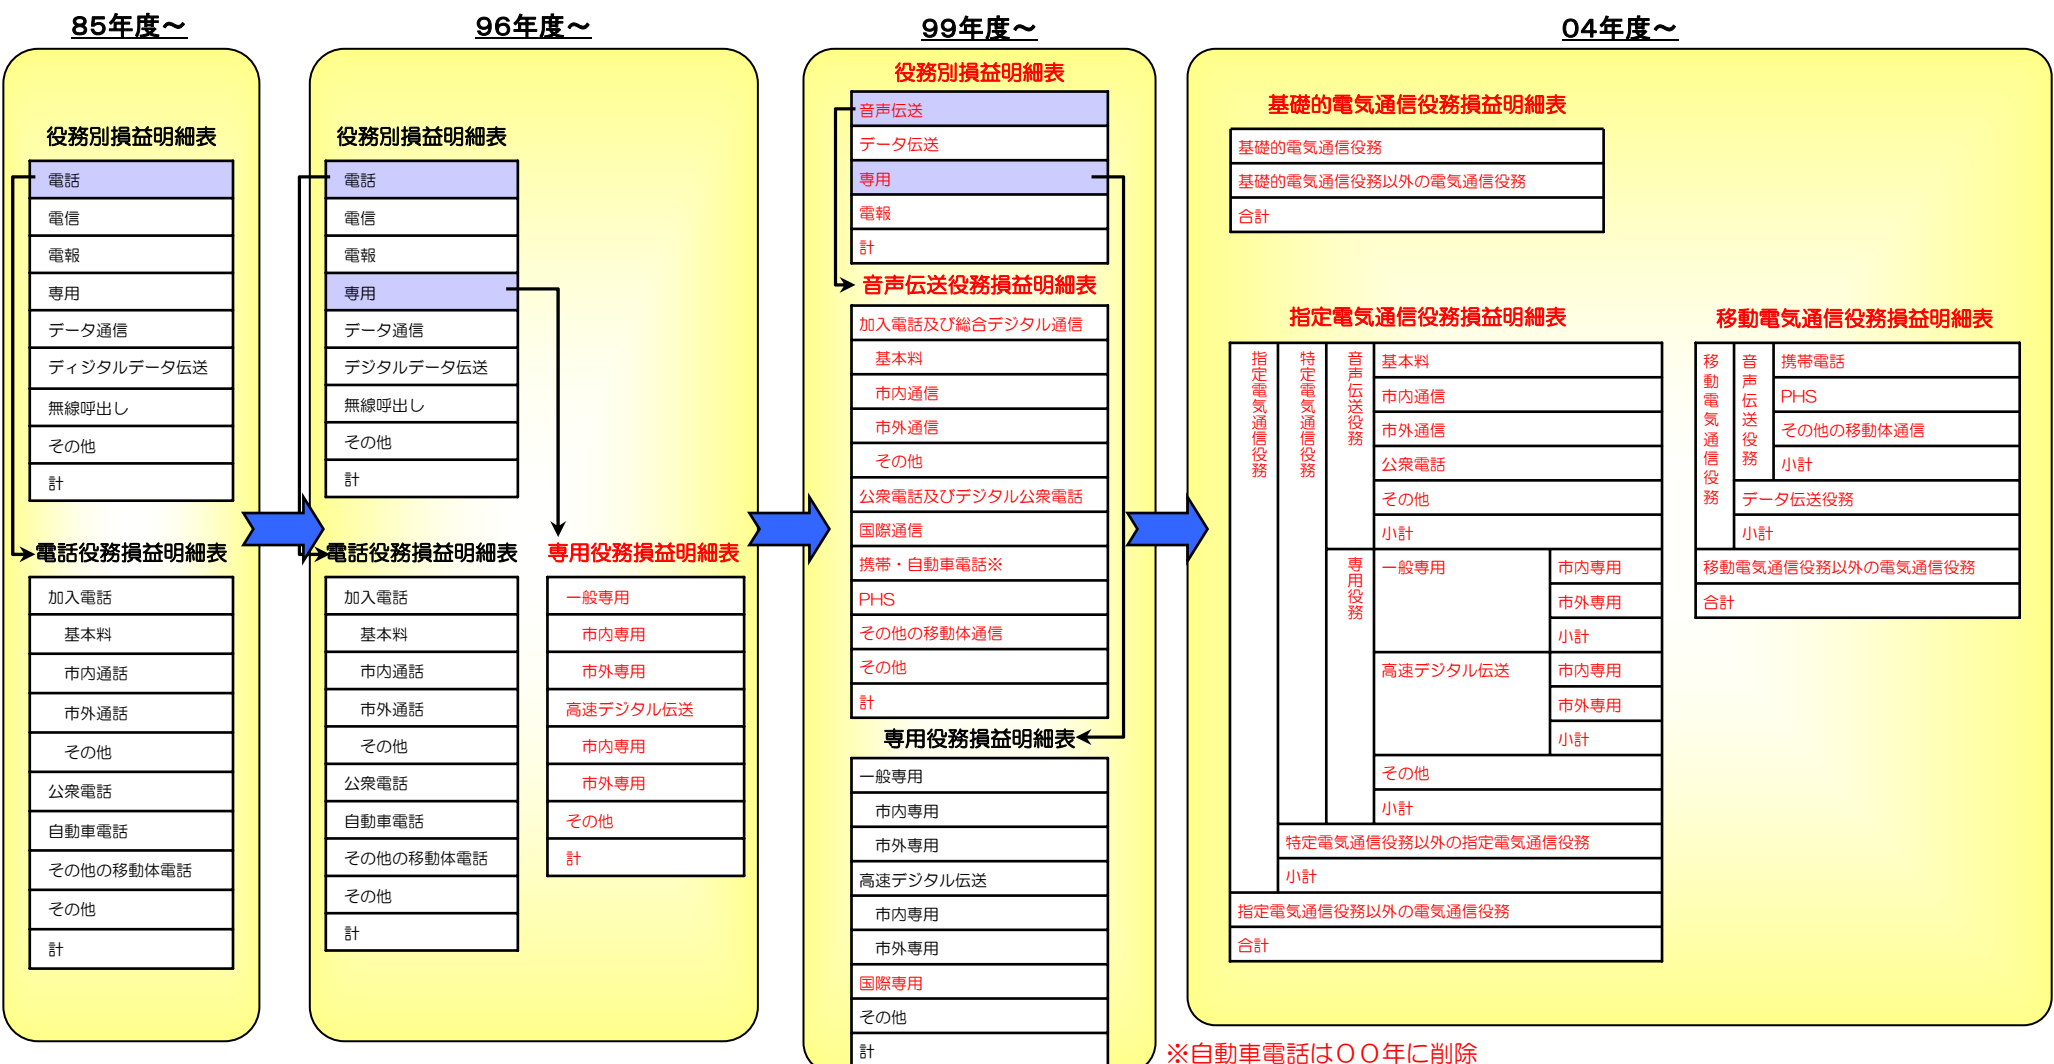 85年度～
役務別損益明細表
電話
電信
電報
専用
データ通信
ディジタルデータ伝送
無線呼出し
その他
計
電話役務損益明細表
加入電話
基本料
市内通話
市外通話
その他
公衆電話
自動車電話
その他の移動体電話
その他
計
96年度～
役務別損益明細表
電話
電信
電報
専用
データ通信
デジタルデータ伝送
無線呼出し
その他
計
電話役務損益明細表
加入電話
基本料
市内通話
市外通話
その他
公衆電話
自動車電話
その他の移動体電話
その他
計
専用役務損益明細表
一般専用
市内専用
市外専用
高速デジタル伝送
市内専用
市外専用
その他
計
99年度～
役務別損益明細表
音声伝送
データ伝送
専用
電報
計
音声伝送役務損益明細表
加入電話及び総合デジタル通信
基本料
市内通信
市外通信
その他
公衆電話及びデジタル公衆電話
国際通信
携帯・自動車電話※
PHS
その他の移動体通信
その他
計
専用役務損益明細表
一般専用
市内専用
市外専用
高速デジタル伝送
市内専用
市外専用
国際専用
その他
計
04年度～
基礎的電気通信役務損益明細表
基礎的電気通信役務
基礎的電気通信役務以外の電気通信役務
合計
指定電気通信役務損益明細表
指定電気通信役務
特定電気通信役務
音声伝送役務
基本料
市内通信
市外通信
公衆電話
その他
小計
専用役務
一般専用
市内専用
市外専用
小計
高速デジタル伝送
市内専用
市外専用
小計
その他
小計
特定電気通信役務以外の指定電気通信役務
小計
指定電気通信役務以外の電気通信役務
合計
移動電気通信役務損益明細表
移動電気通信役務
音声伝送役務
携帯電話
PHS
その他の移動体通信
小計
データ伝送役務
小計
移動電気通信役務以外の電気通信役務
合計
※自動車電話は〇〇年に削除